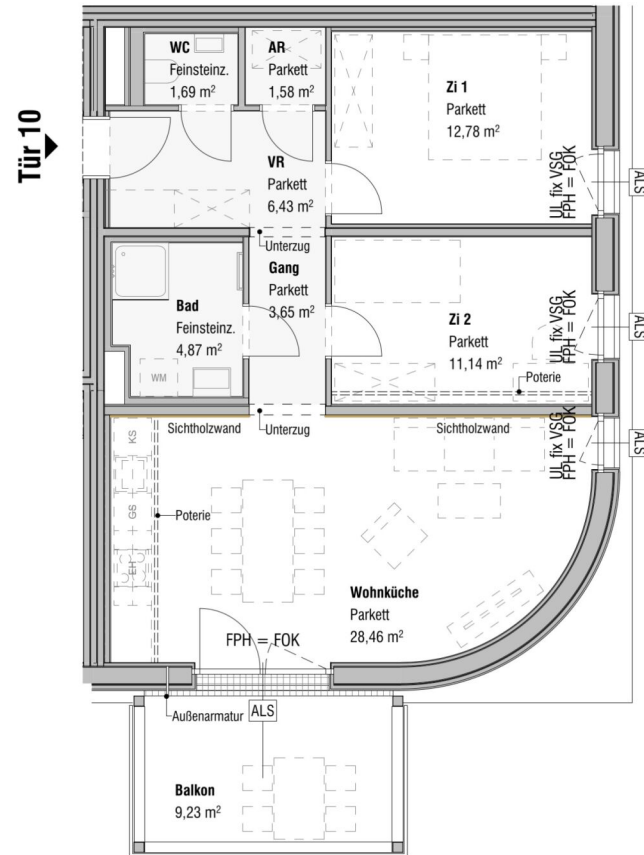 Tür 10
WC
Feinsteinz.
1,69 m²
AR
Parkett
1,58 m²
Zi 1
Parkett
12,78 m²
UL fix VSG
FPH = FOK
ALS
VR
Parkett
6,43 m²
Unterzug
Gang
Parkett
3,65 m²
Bad
Feinsteinz.
4,87 m²
WM
Zi 2
Parkett
11,14 m²
UL fix VSG
FPH = FOK
ALS
Poterie
Sichtholzwand
Unterzug
Sichtholzwand
UL fix VSG
FPH = FOK
ALS
KS
GS
EH
Poterie
Wohnküche
Parkett
28,46 m²
FPH = FOK
Außenarmatur
ALS
Balkon
9,23 m²